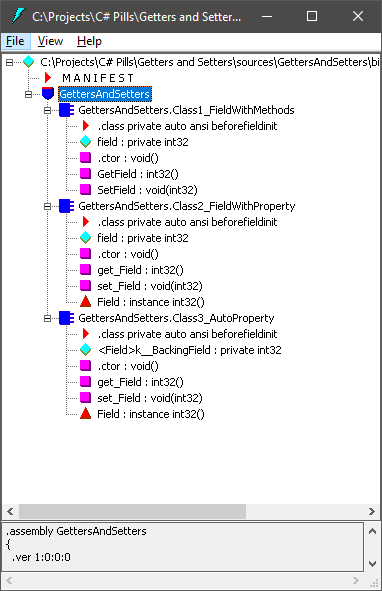 C:\Projects\C# Pills\Getters and Setter...
File View Help
C:\Projects\C# Pills\Getters and Setters\sources\GettersAndSetters\bi
M A N I F E S T
GettersAndSetters
GettersAndSetters.Class1_FieldWithMethods
.class private auto ansi beforefieldinit
field : private int32
.ctor : void()
GetField : int32()
SetField : void(int32)
GettersAndSetters.Class2_FieldWithProperty
.class private auto ansi beforefieldinit
field : private int32
.ctor : void()
get_Field : int32()
set_Field : void(int32)
Field : instance int32()
GettersAndSetters.Class3_AutoProperty
.class private auto ansi beforefieldinit
<Field>k__BackingField : private int32
.ctor : void()
get_Field : int32()
set_Field : void(int32)
Field : instance int32()
.assembly GettersAndSetters
{
.ver 1:0:0:0